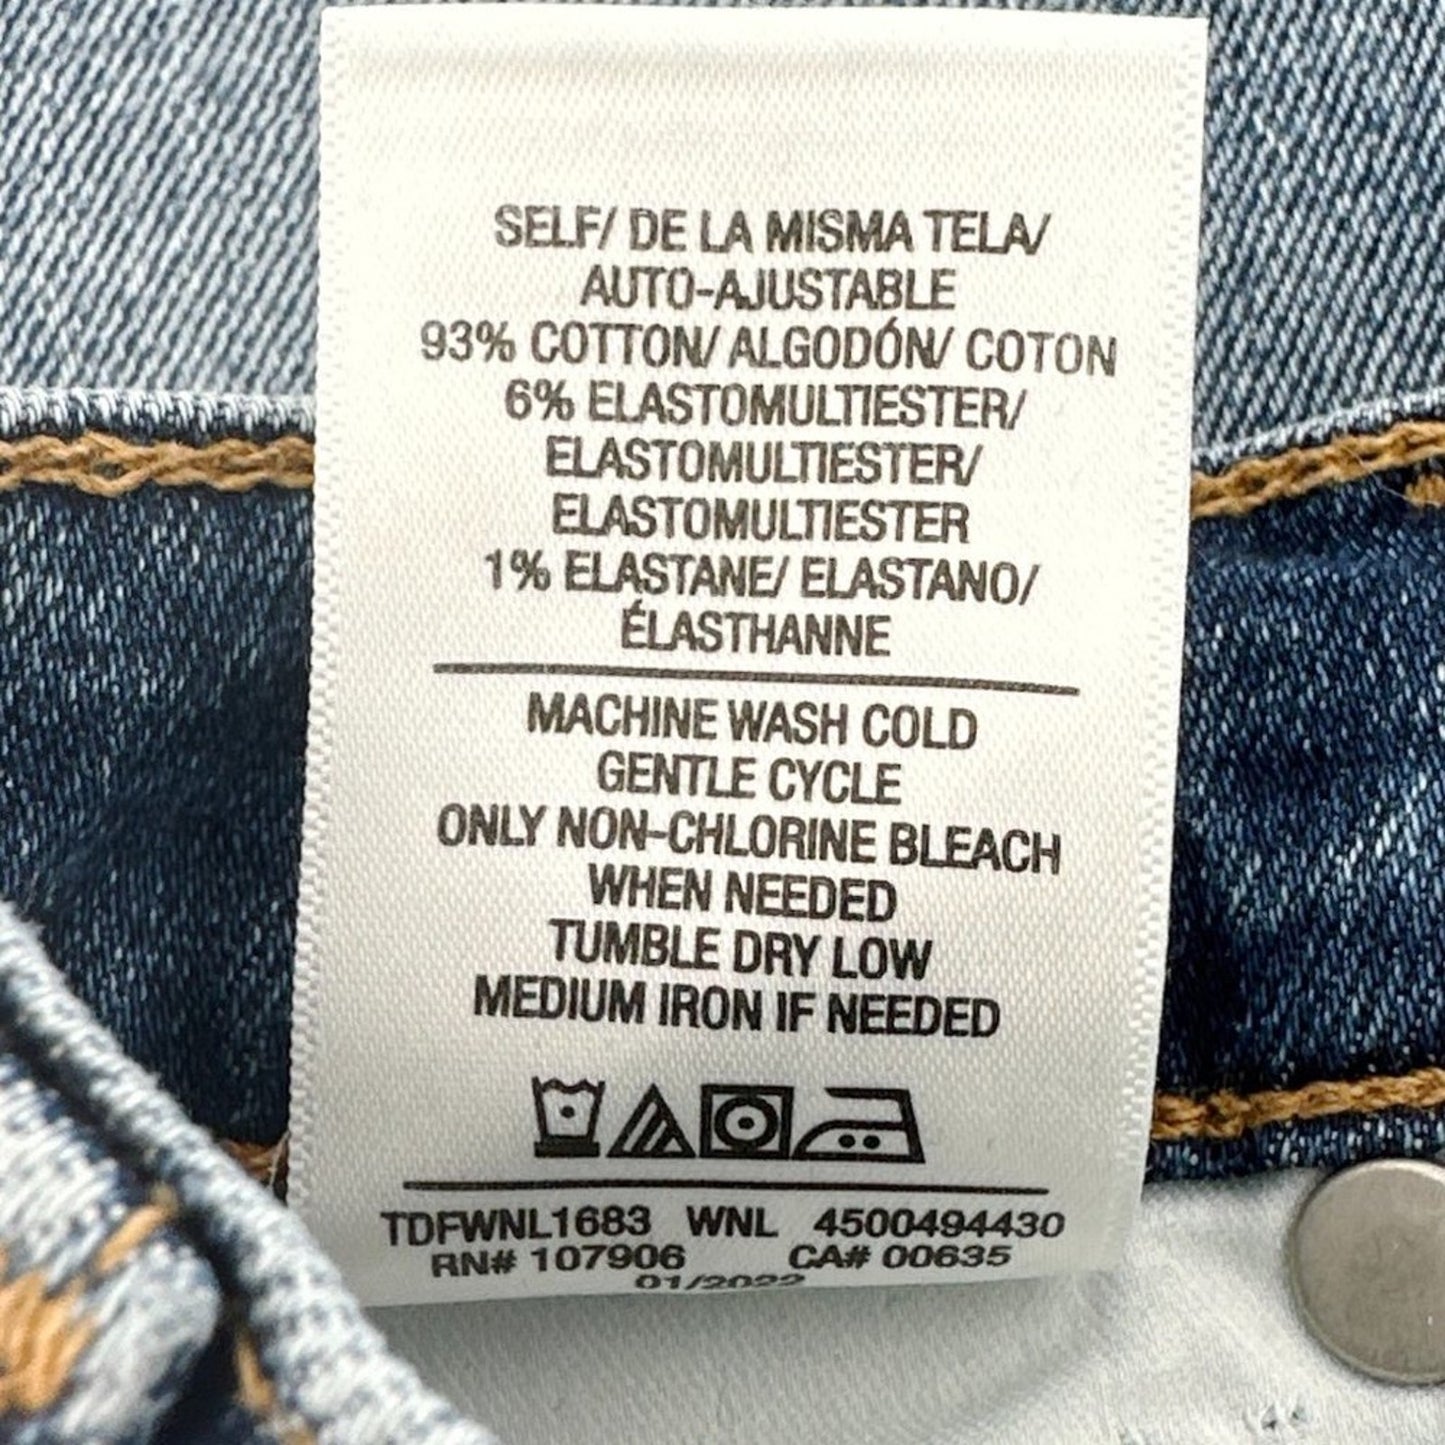 SELF/ DE LA MISMA TELA/
AUTO-AJUSTABLE
93% COTTON/ ALGODÓN/ COTON
6% ELASTOMULTIESTER/
ELASTOMULTIESTER/
ELASTOMULTIESTER
1% ELASTANE/ ELASTANO/
ÉLASTHANNE
MACHINE WASH COLD
GENTLE CYCLE
ONLY NON-CHLORINE BLEACH
WHEN NEEDED
TUMBLE DRY LOW
MEDIUM IRON IF NEEDED
TDFWNL1683 WNL 4500494430
RN# 107906 CA# 00635
01/2022